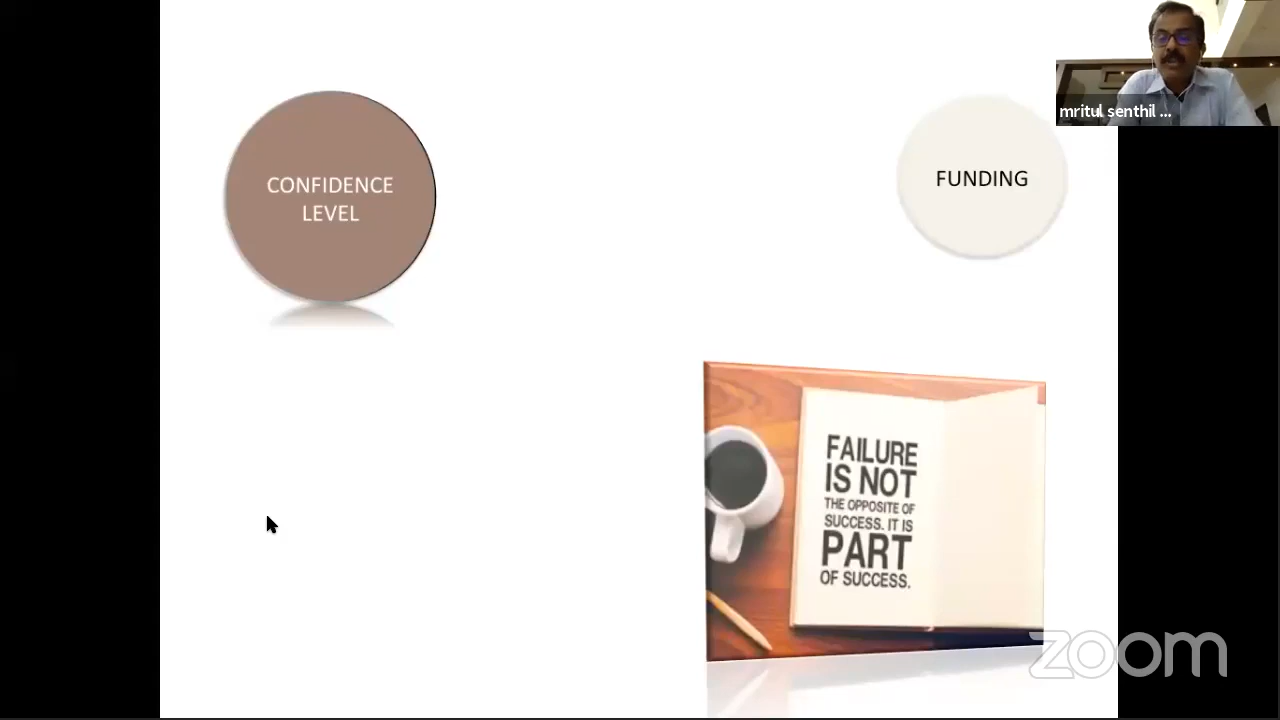 CONFIDENCE
LEVEL
FUNDING
mritul senthil ...
FAILURE
IS NOT
THE OPPOSITE OF
SUCCESS. IT IS
PART
OF SUCCESS.
zoom